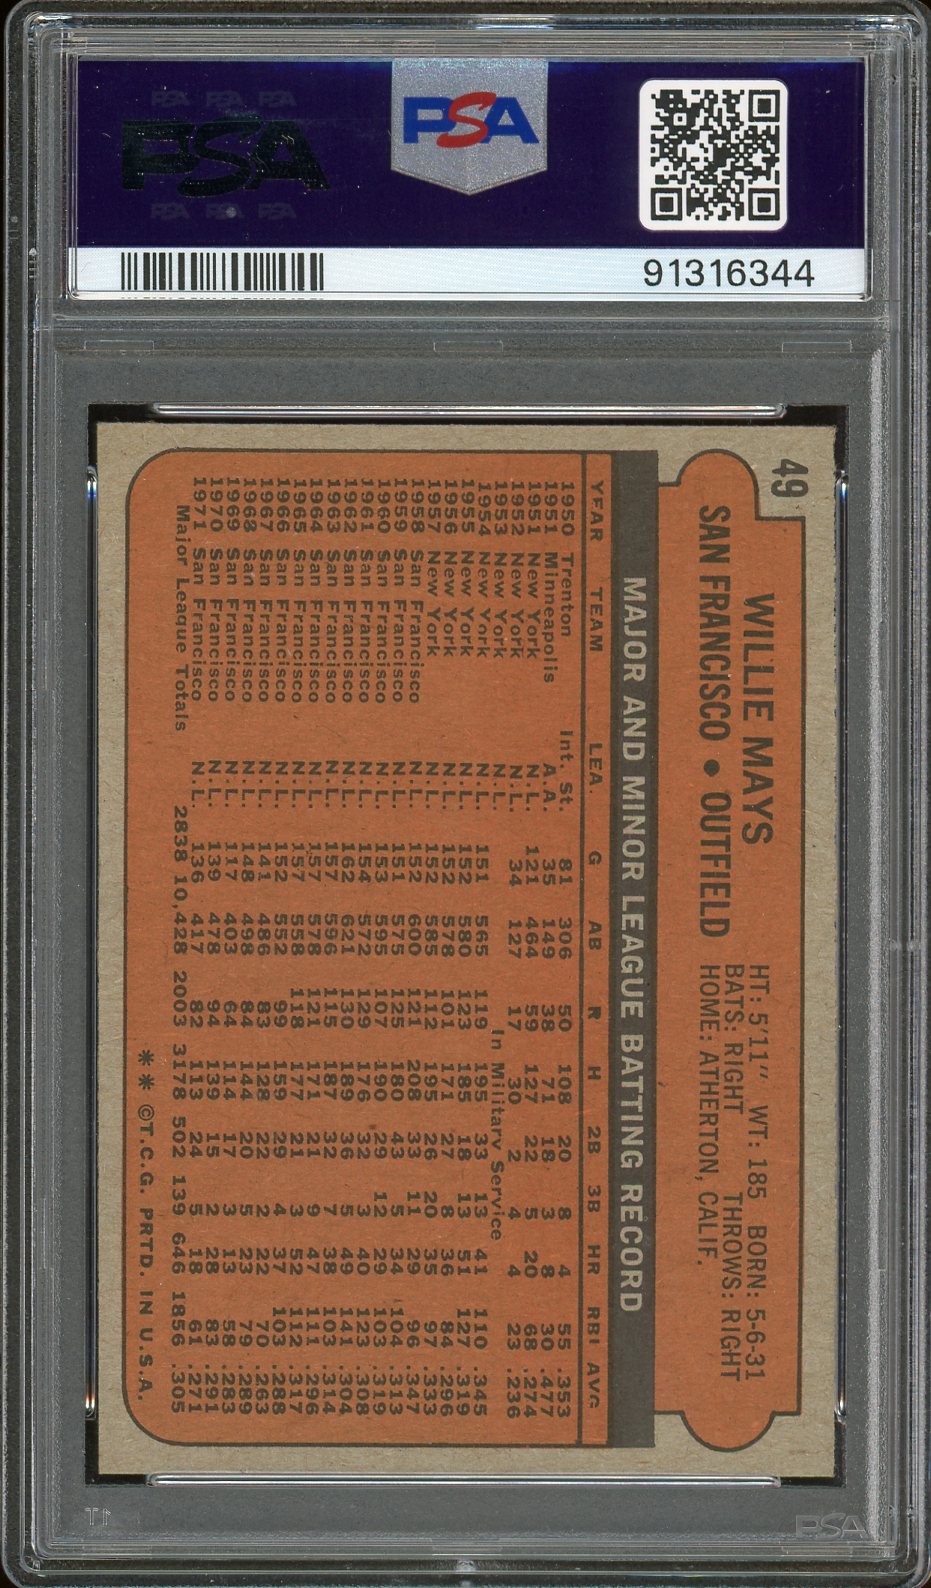 PSA PSA PSA
PSA
PSA PSA PSA
PSA
91316344
49
WILLIE MAYS
SAN FRANCISCO • OUTFIELD
HT: 5'11" WT: 185 BORN: 5-6-31
BATS: RIGHT THROWS: RIGHT
HOME: ATHERTON, CALIF.
MAJOR AND MINOR LEAGUE BATTING RECORD
YEAR TEAM LEA. G AB R H 2B 3B HR RBI AVG
1950 Trenton Int. St. 81 306 50 108 20 8 4 55 .353
1951 Minneapolis A.A. 35 149 38 71 18 3 8 30 .477
1951 New York N.L. 121 464 59 127 22 5 20 68 .274
1952 New York N.L. 34 127 17 30 2 4 4 23 .236
1953 New York N.L. In Military Service
1954 New York N.L. 151 565 119 195 33 13 41 110 .345
1955 New York N.L. 152 580 123 185 18 13 51 127 .319
1956 New York N.L. 152 578 101 171 27 8 36 84 .296
1957 New York N.L. 152 585 112 195 26 20 35 97 .333
1958 San Francisco N.L. 152 600 121 208 33 11 29 96 .347
1959 San Francisco N.L. 151 575 125 180 43 5 34 104 .313
1960 San Francisco N.L. 153 595 107 190 29 12 29 103 .319
1961 San Francisco N.L. 154 572 129 176 32 3 40 123 .308
1962 San Francisco N.L. 162 621 130 189 36 5 49 141 .304
1963 San Francisco N.L. 157 596 115 187 32 7 38 103 .314
1964 San Francisco N.L. 157 578 121 171 21 9 47 111 .296
1965 San Francisco N.L. 157 558 118 177 21 3 52 112 .317
1966 San Francisco N.L. 152 552 99 159 29 4 37 103 .288
1967 San Francisco N.L. 141 486 83 128 22 2 22 70 .263
1968 San Francisco N.L. 148 498 84 144 20 5 23 79 .289
1969 San Francisco N.L. 117 403 64 114 17 3 13 58 .283
1970 San Francisco N.L. 139 478 94 139 15 2 28 83 .291
1971 San Francisco N.L. 136 417 82 113 24 5 18 61 .271
Major League Totals 2838 10,428 2003 3178 502 139 646 1856 .305
** ©T.C.G. PRTD. IN U.S.A.
PSA